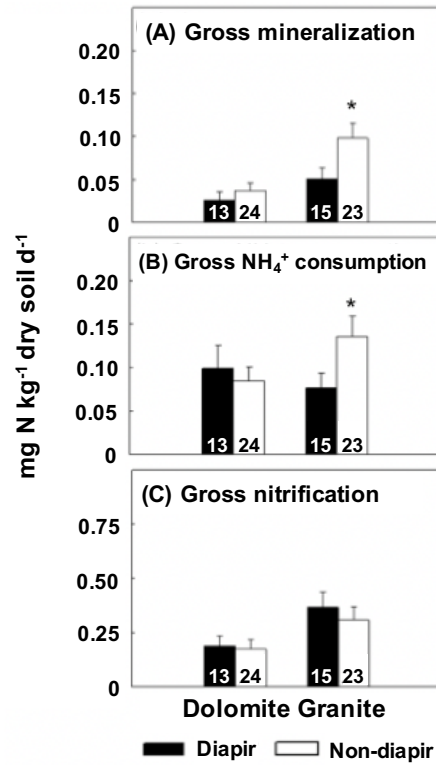 (A) Gross mineralization
0.20
0.15
0.10
0.05
0
*
13 24 15 23
(B) Gross NH₄⁺ consumption
0.20
0.15
0.10
0.05
0
*
13 24 15 23
(C) Gross nitrification
0.75
0.50
0.25
0
13 24 15 23
mg N kg⁻¹ dry soil d⁻¹
Dolomite Granite
Diapir Non-diapir